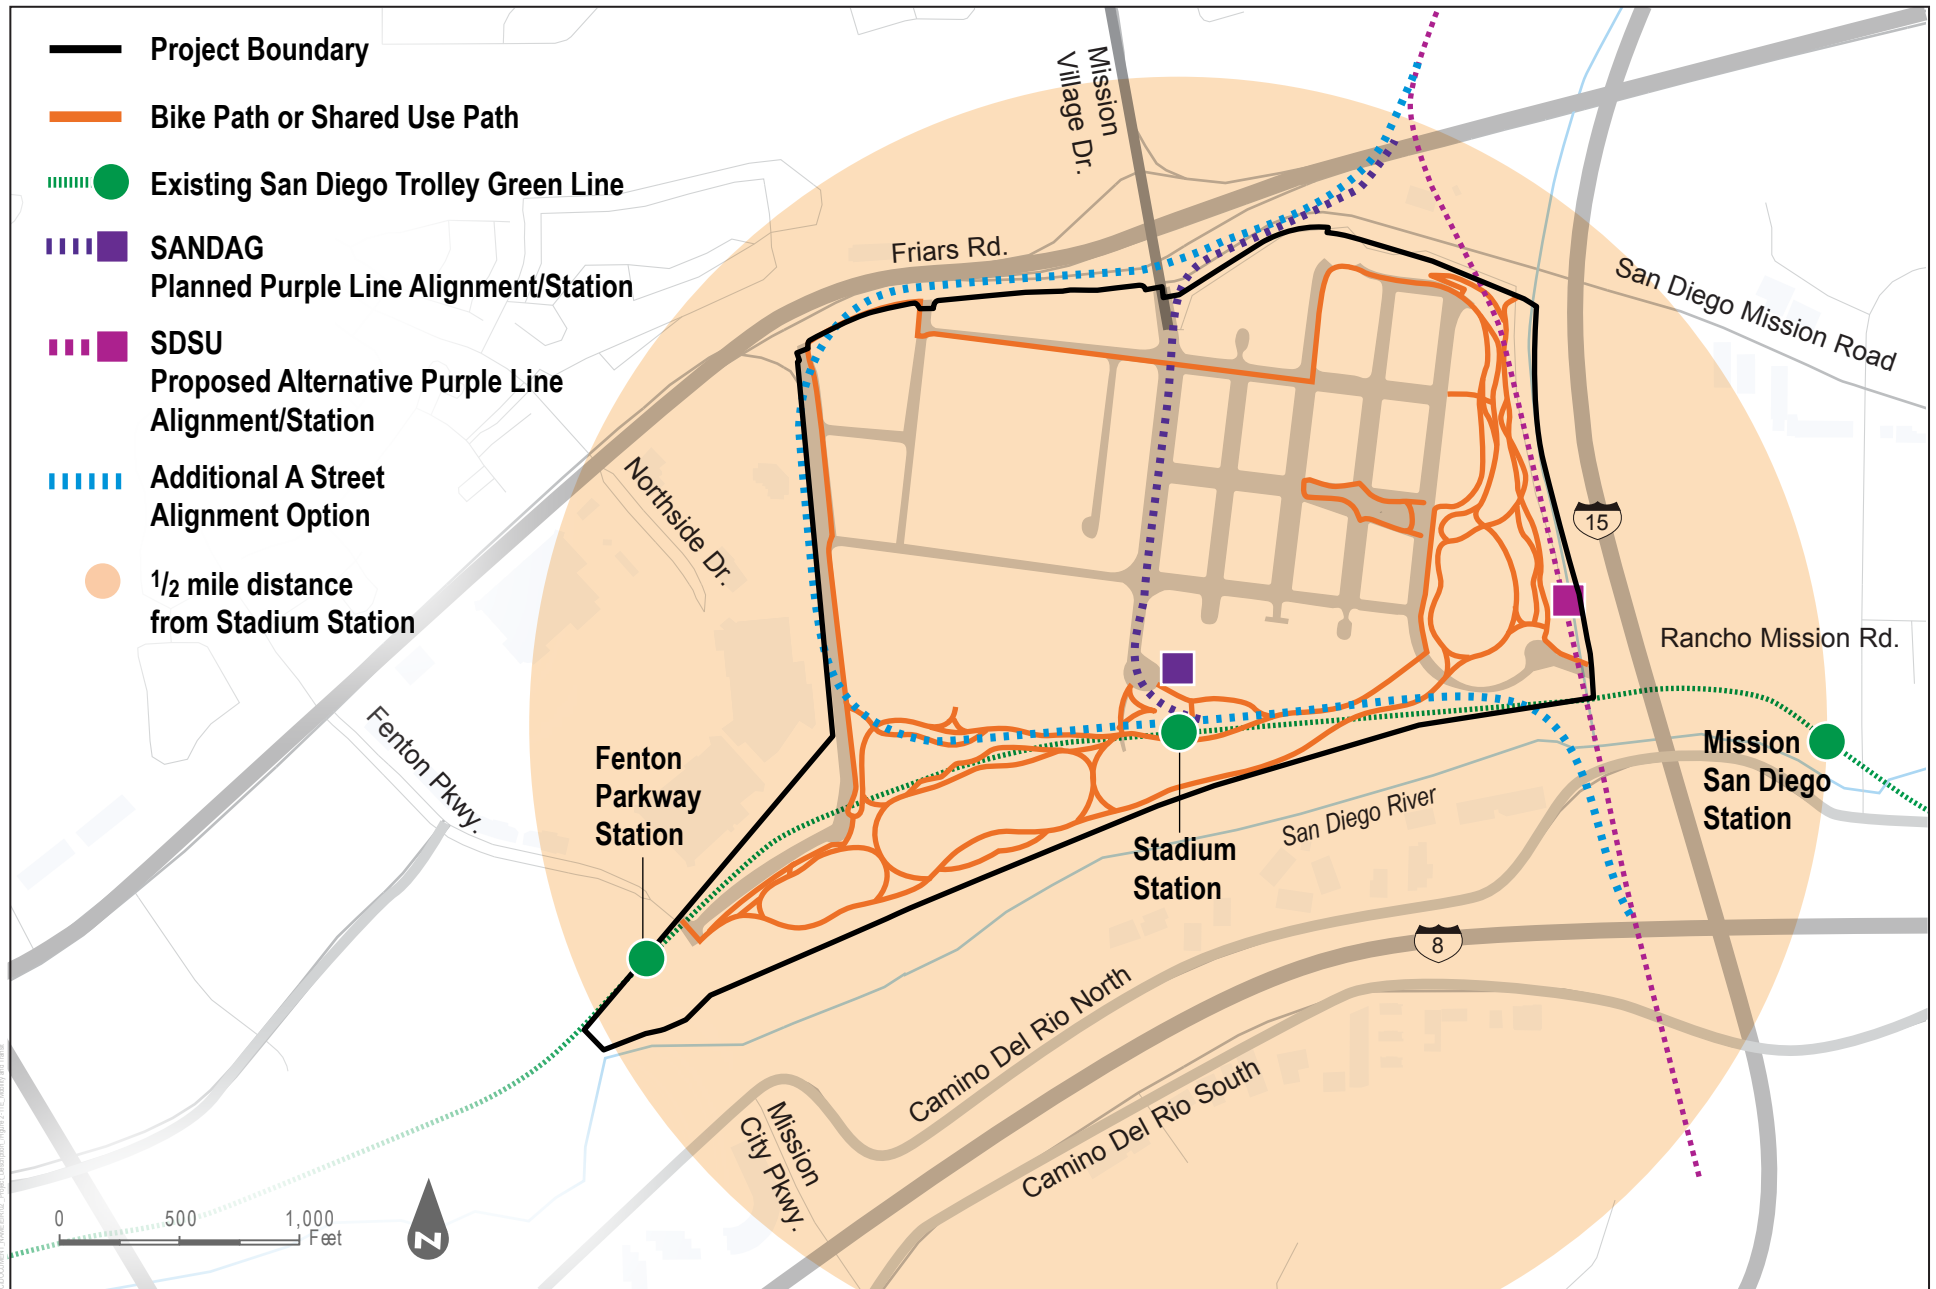 Project Boundary
Bike Path or Shared Use Path
Existing San Diego Trolley Green Line
SANDAG
Planned Purple Line Alignment/Station
SDSU
Proposed Alternative Purple Line
Alignment/Station
Additional A Street
Alignment Option
1/2 mile distance
from Stadium Station
Mission
Village Dr.
Friars Rd.
San Diego Mission Road
Northside Dr.
15
Rancho Mission Rd.
Fenton Pkwy.
Fenton
Parkway
Station
Mission
San Diego
Station
San Diego River
Stadium
Station
8
Camino Del Rio North
Camino Del Rio South
Mission
City Pkwy.
0 500 1,000
Feet
N